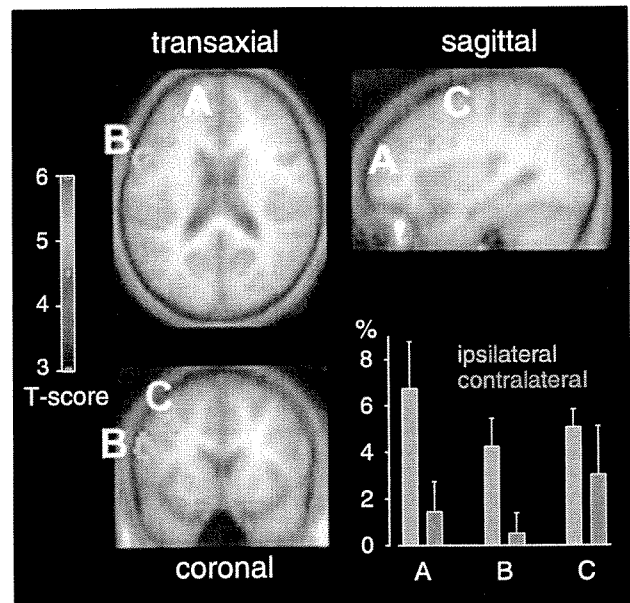 transaxial
sagittal
A
B
C
A
6
5
4
3
T-score
C
B
coronal
%
ipsilateral
contralateral
8
6
4
2
0
A B C